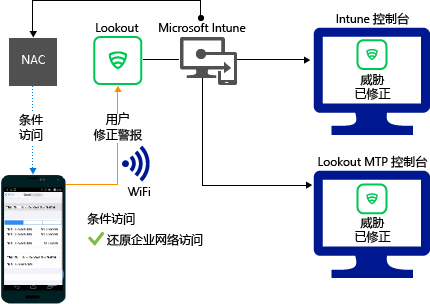 Lookout
Microsoft Intune
Intune 控制台
NAC
威胁
已修正
条件
访问
用户
修正警报
WiFi
Lookout MTP 控制台
威胁
已修正
条件访问
还原企业网络访问